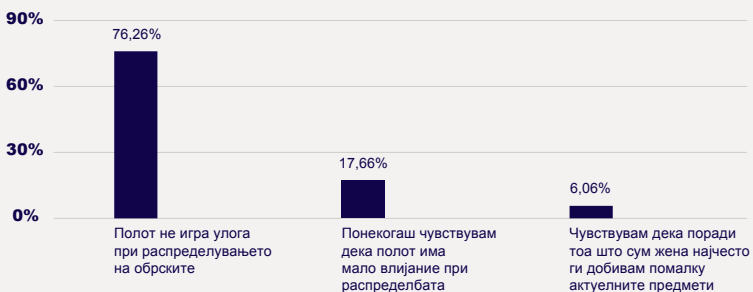 90%
76,26%
60%
30%
17,66%
6,06%
0%
Полот не игра улога
при распределувањето
на обрските
Понекогаш чувствувам
дека полот има
мало влијание при
распределбата
Чувствувам дека поради
тоа што сум жена најчесто
ги добивам помалку
актуелните предмети